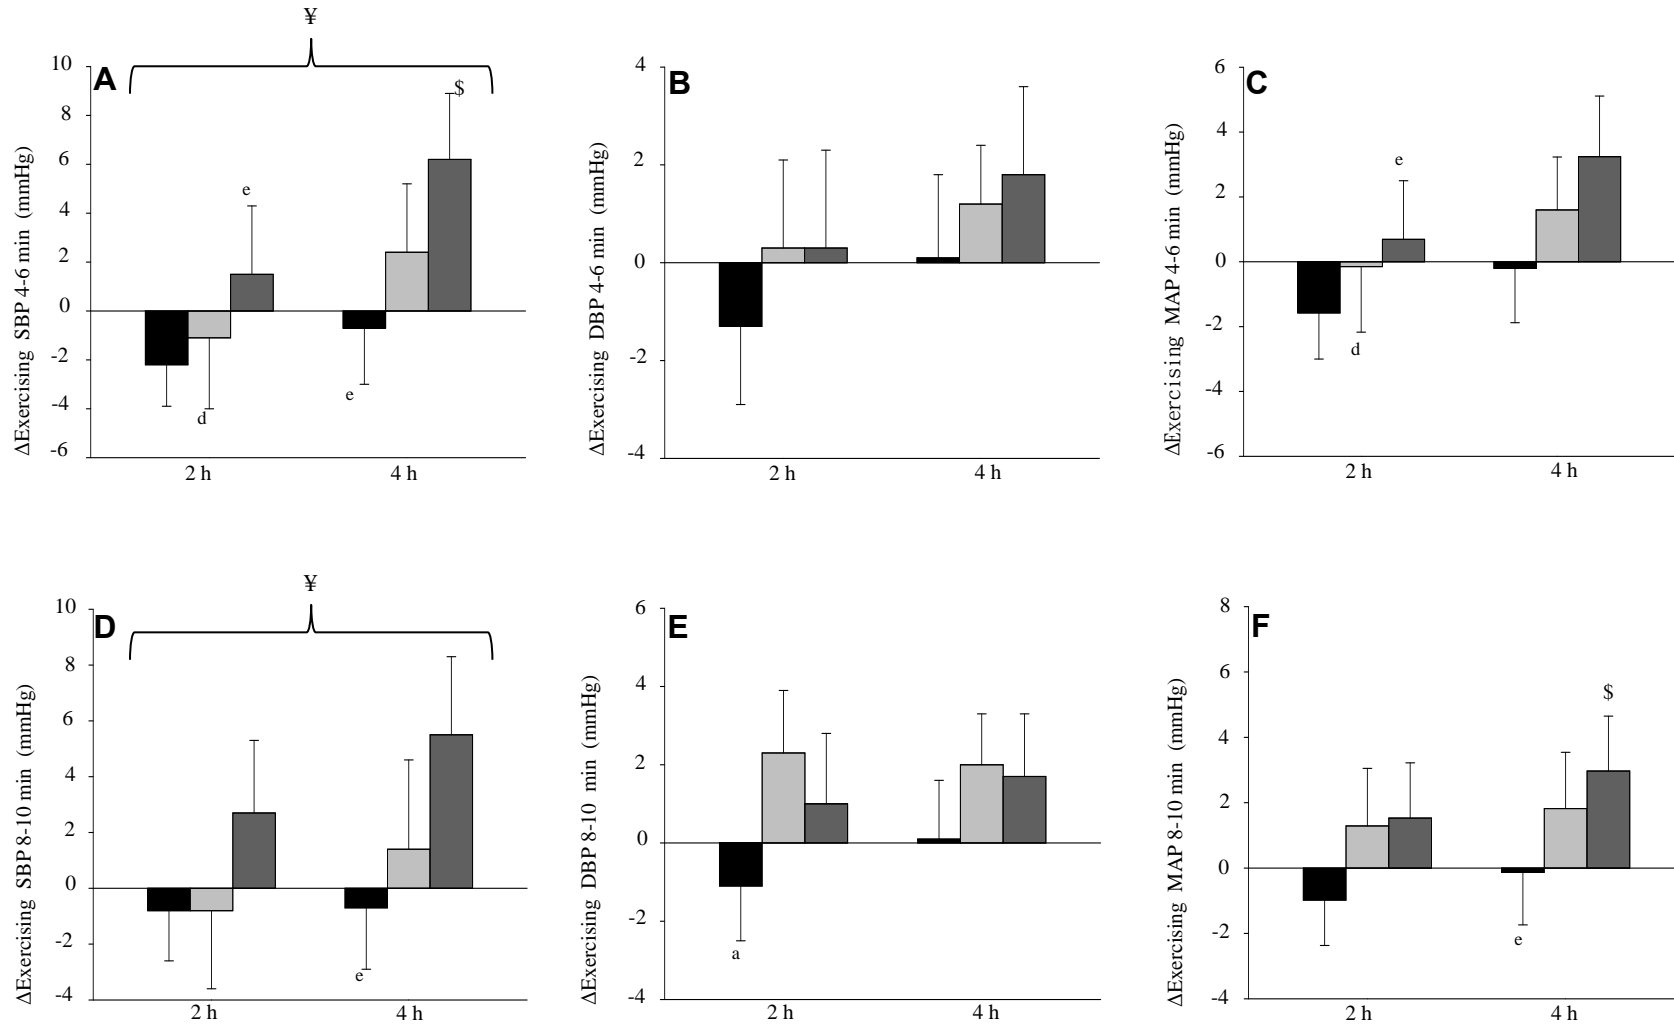 ¥
A
ΔExercising SBP 4-6 min (mmHg)
10
8
6
4
2
0
-2
-4
-6
$
e
d
e
2 h
4 h
B
ΔExercising DBP 4-6 min (mmHg)
4
2
0
-2
-4
2 h
4 h
C
ΔExercising MAP 4-6 min (mmHg)
6
4
2
0
-2
-4
-6
e
d
2 h
4 h
¥
D
ΔExercising SBP 8-10 min (mmHg)
10
8
6
4
2
0
-2
-4
e
2 h
4 h
E
ΔExercising DBP 8-10 min (mmHg)
6
4
2
0
-2
-4
a
2 h
4 h
F
ΔExercising MAP 8-10 min (mmHg)
8
6
4
2
0
-2
-4
$
e
2 h
4 h